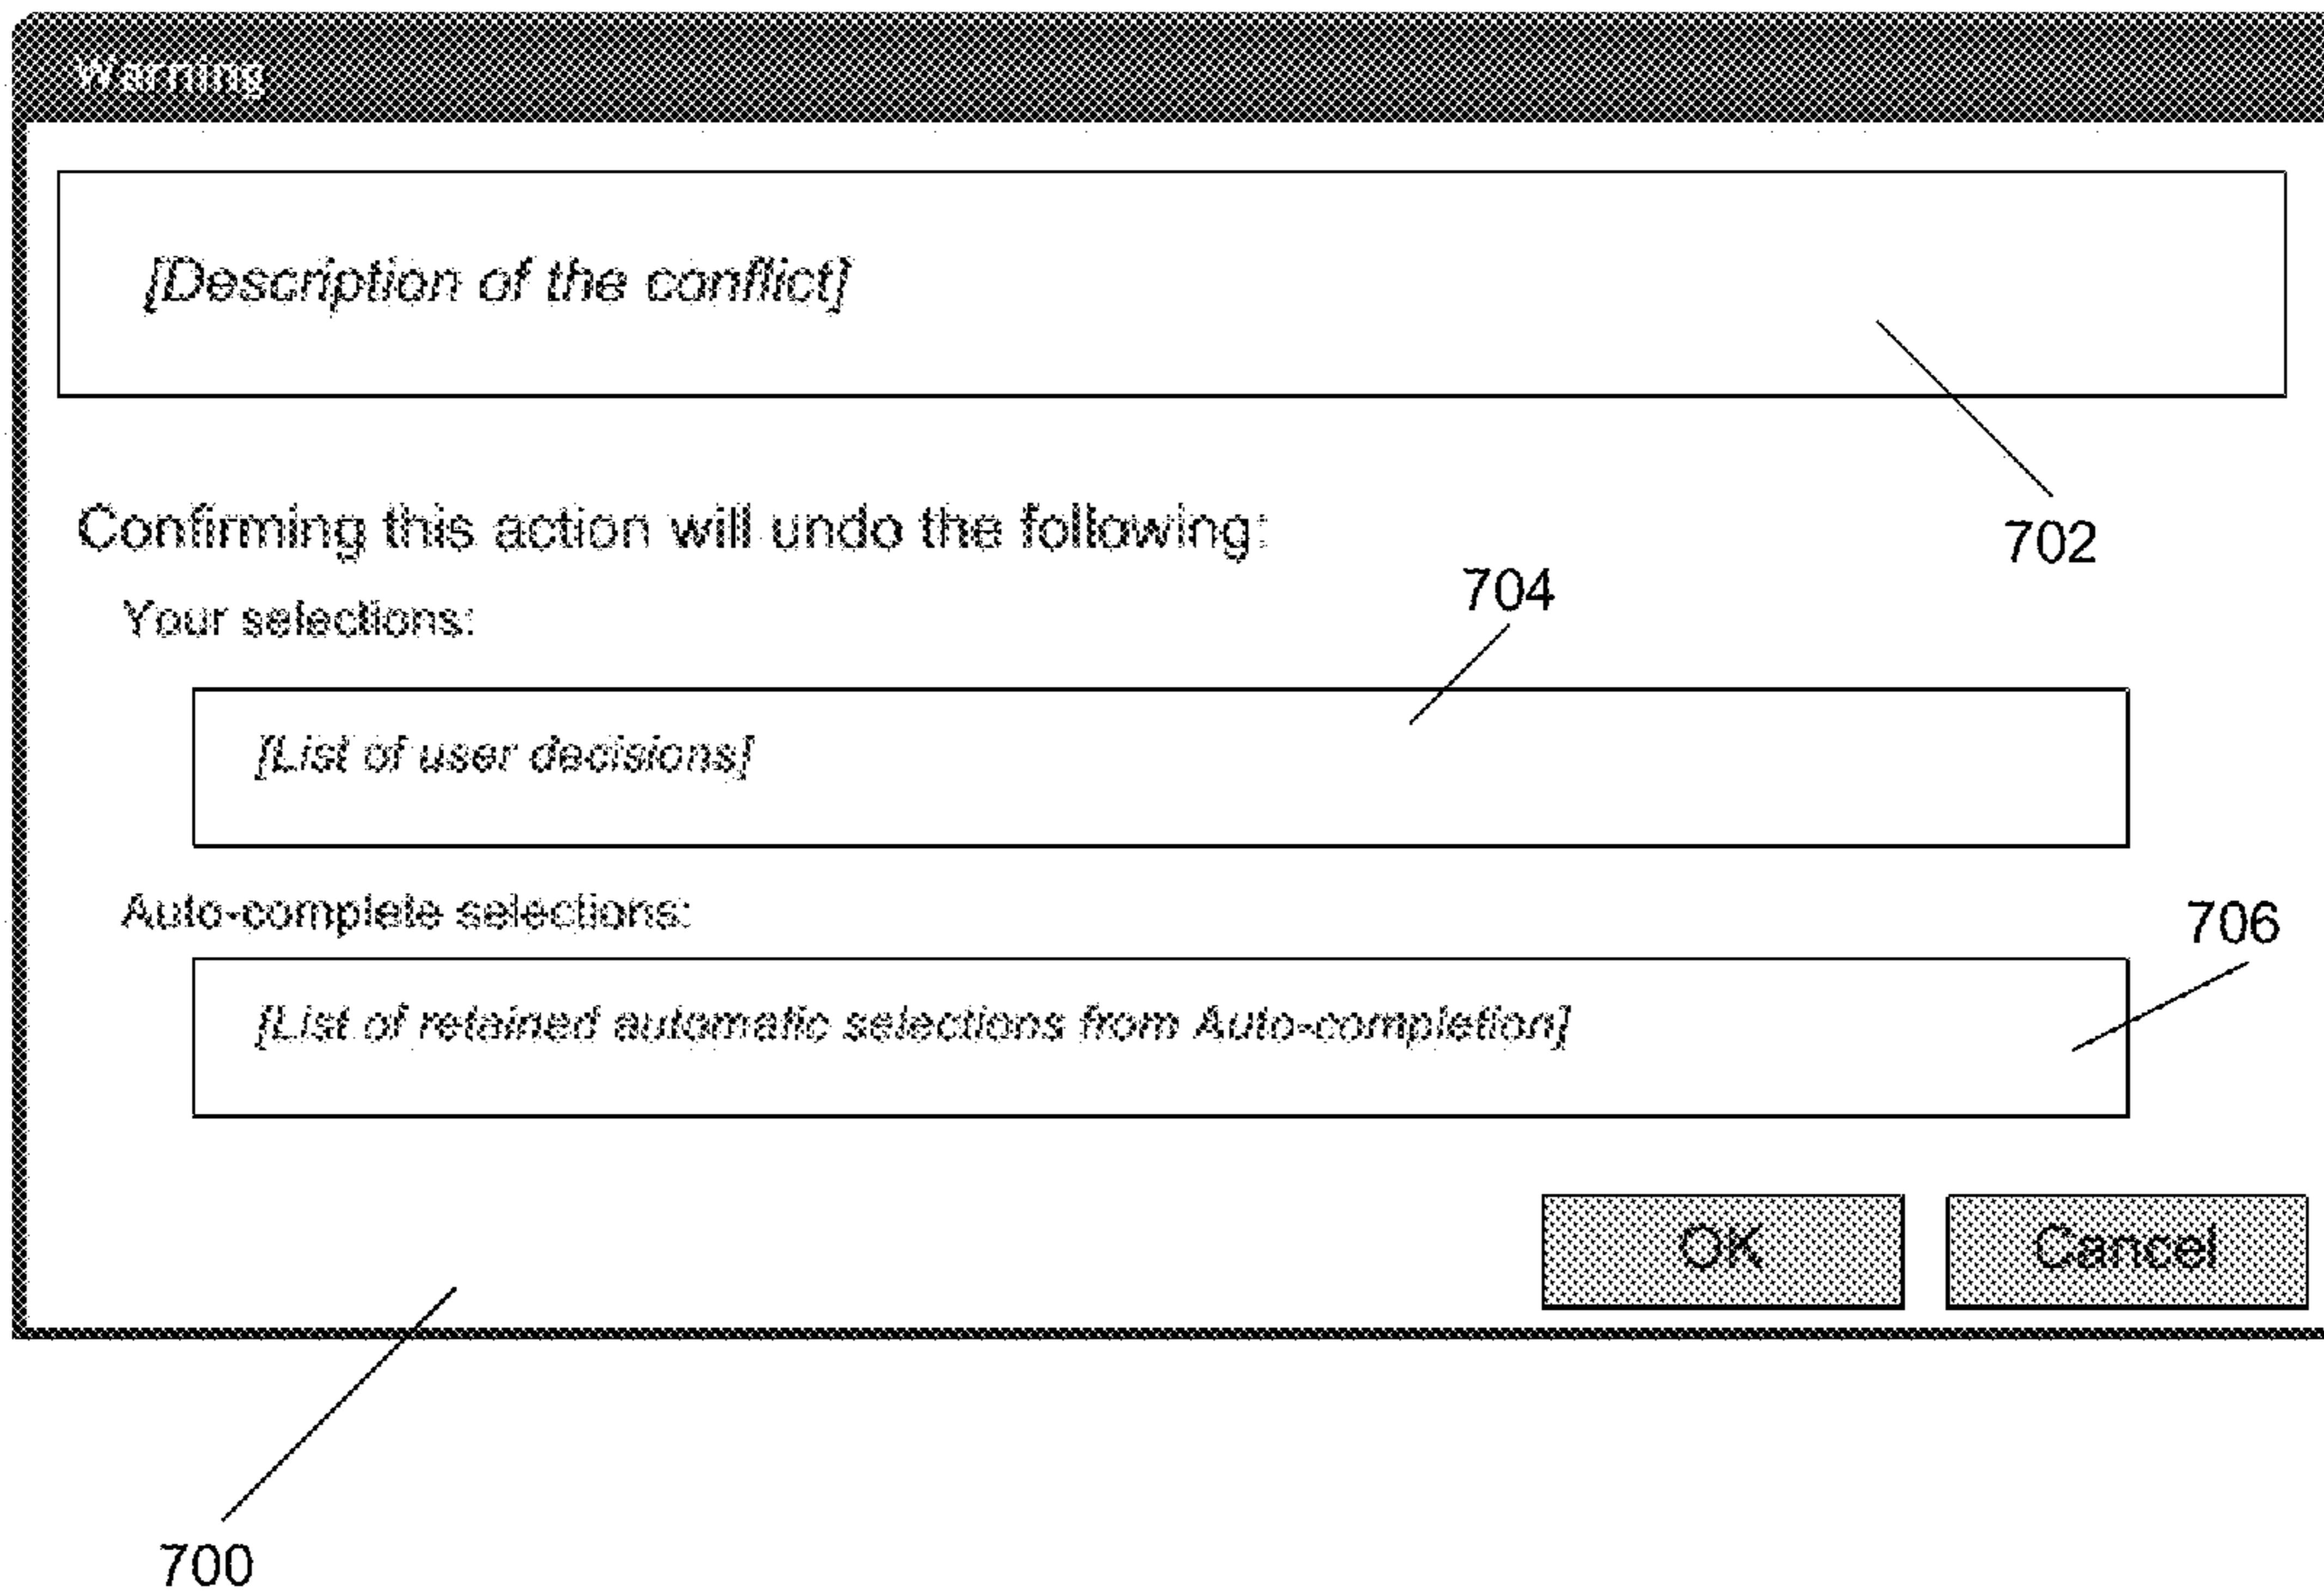 Warning
[Description of the conflict]
702
Confirming this action will undo the following:
704
Your selections:
[List of user decisions]
Auto-complete selections:
706
[List of retained automatic selections from Auto-completion]
OK
Cancel
700